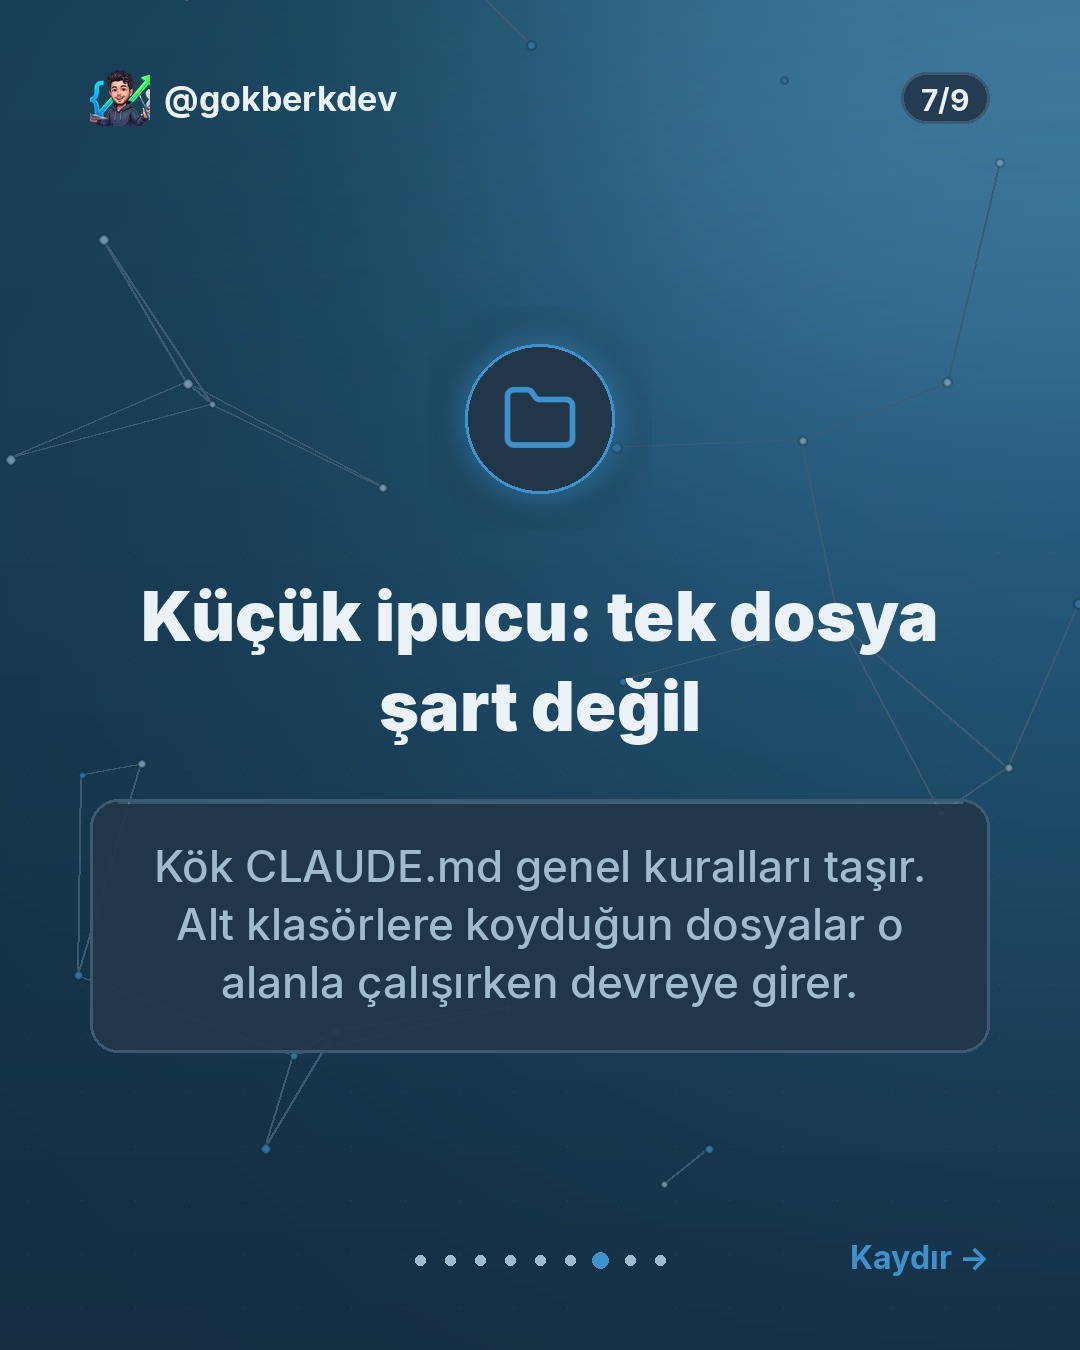 @gokberkdev
7/9
Küçük ipucu: tek dosya
şart değil
Kök CLAUDE.md genel kuralları taşır.
Alt klasörlere koyduğun dosyalar o
alanla çalışırken devreye girer.
Kaydır →